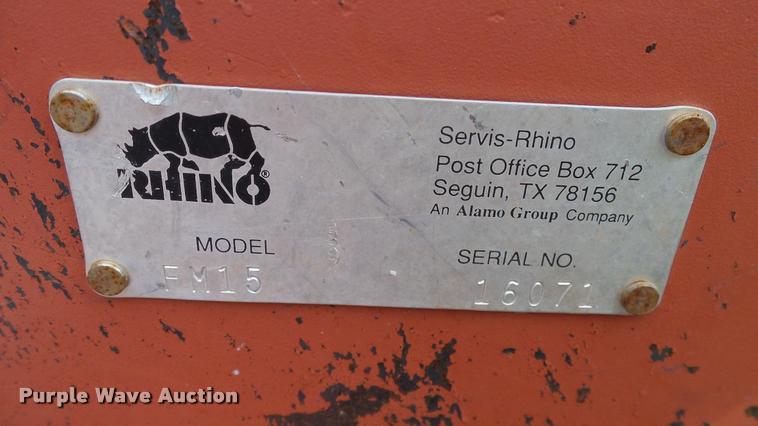 RHINO®
Servis-Rhino
Post Office Box 712
Seguin, TX 78156
An Alamo Group Company
MODEL
FM15
SERIAL NO.
16071
Purple Wave Auction®